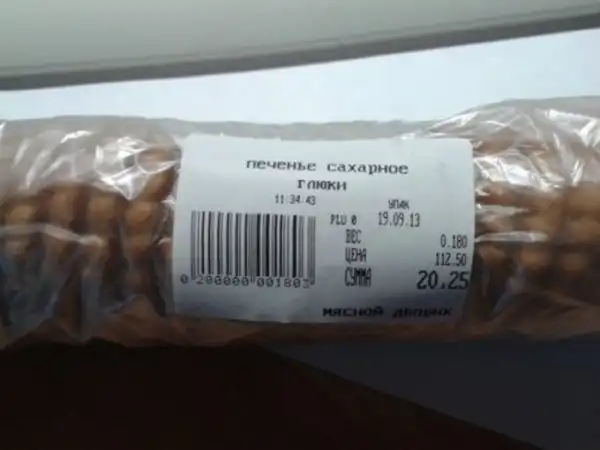 печенье сахарное
глюки
11:34:43
УПАК
PLU 0 19.09.13
ВЕС 0.180
ЦЕНА 112.50
СУММА 20.25
0 200000 001803
МЯСНОЙ